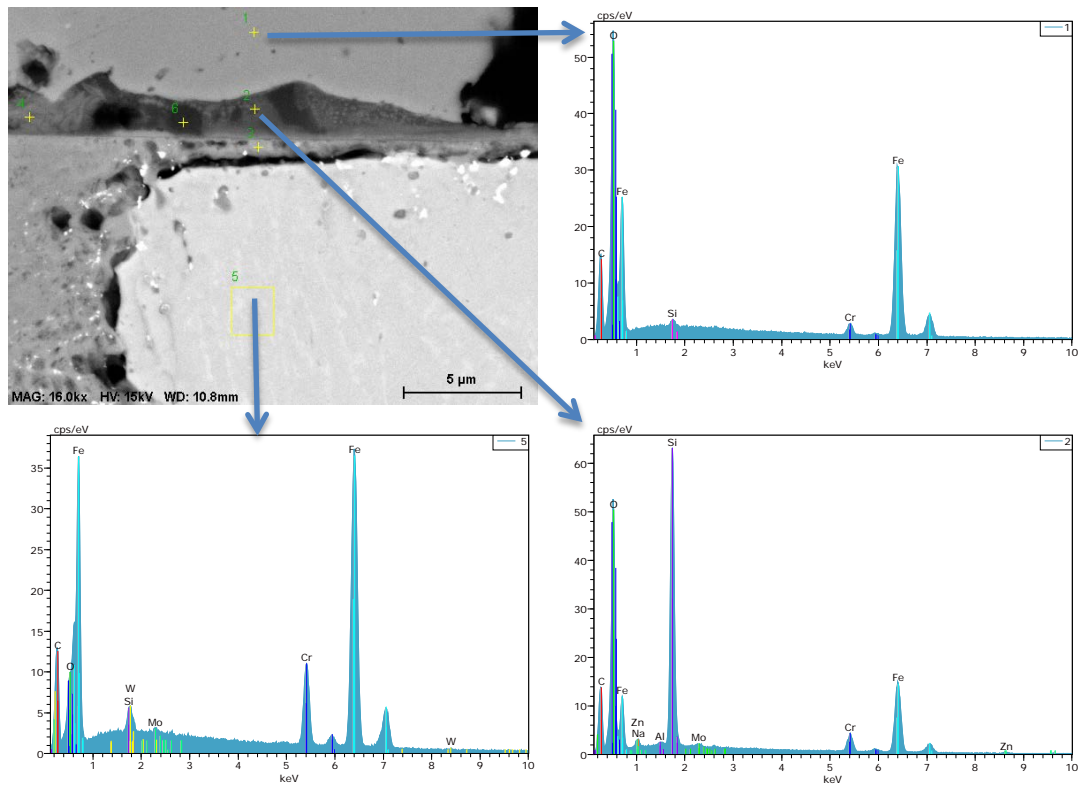 1
2
6
4
3
5
5 µm
MAG: 16.0kx HV: 15kV WD: 10.8mm
cps/eV
1
50
40
30
20
10
0
O
Fe
C
Si
Cr
Fe
1 2 3 4 5 6 7 8 9 10
keV
cps/eV
5
35
30
25
20
15
10
5
0
Fe
C
O
W
Si
Mo
Cr
Fe
W
1 2 3 4 5 6 7 8 9 10
keV
cps/eV
2
60
50
40
30
20
10
0
Si
O
C
Fe
Zn
Na
Al
Mo
Cr
Fe
Zn
1 2 3 4 5 6 7 8 9 10
keV